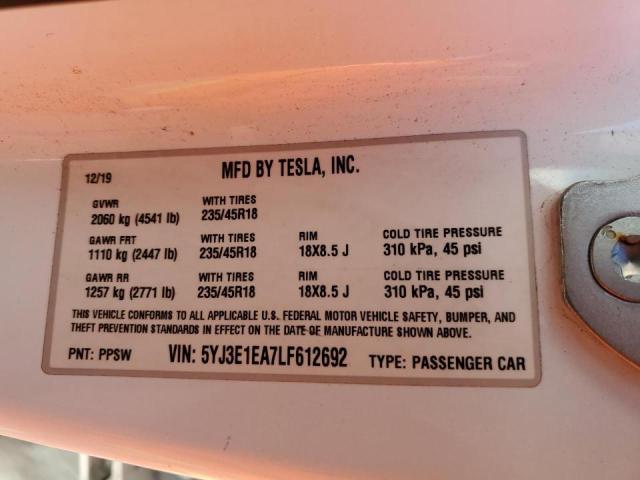 MFD BY TESLA, INC.
12/19
GVWR WITH TIRES
2060 kg (4541 lb) 235/45R18
GAWR FRT WITH TIRES RIM COLD TIRE PRESSURE
1110 kg (2447 lb) 235/45R18 18X8.5 J 310 kPa, 45 psi
GAWR RR WITH TIRES RIM COLD TIRE PRESSURE
1257 kg (2771 lb) 235/45R18 18X8.5 J 310 kPa, 45 psi
THIS VEHICLE CONFORMS TO ALL APPLICABLE U.S. FEDERAL MOTOR VEHICLE SAFETY, BUMPER, AND
THEFT PREVENTION STANDARDS IN EFFECT ON THE DATE OF MANUFACTURE SHOWN ABOVE.
PNT: PPSW VIN: 5YJ3E1EA7LF612692 TYPE: PASSENGER CAR